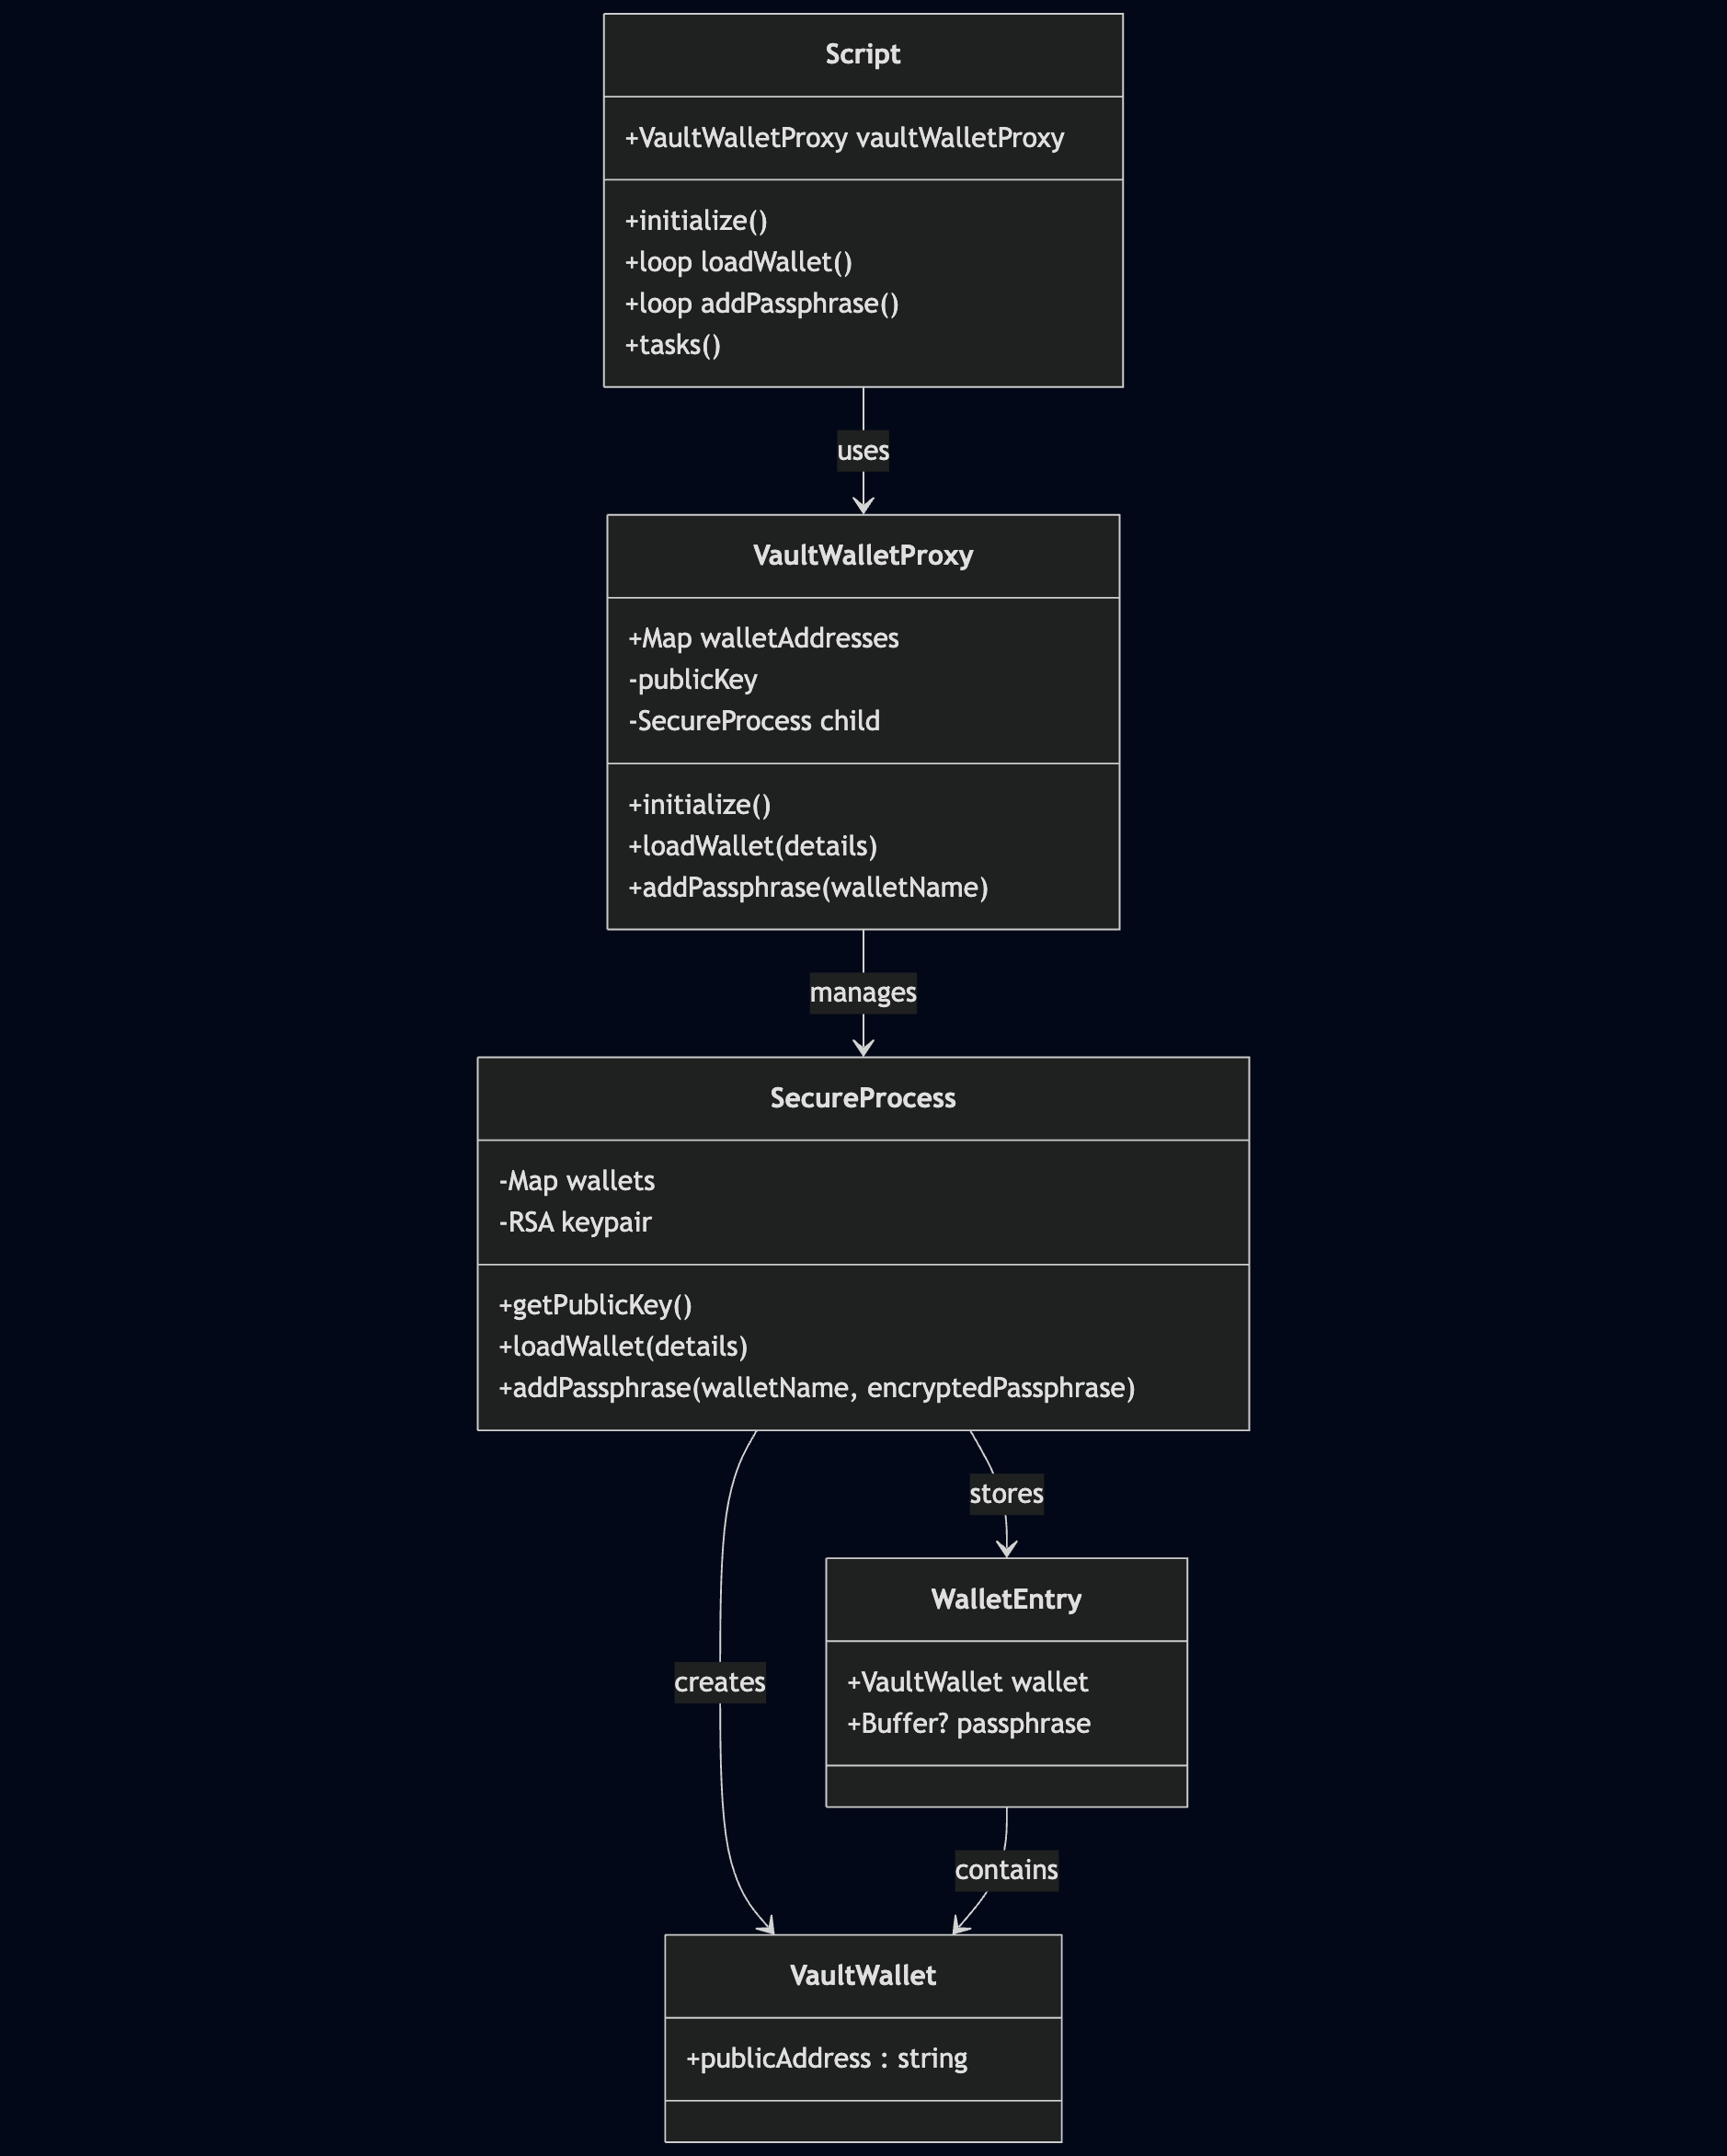 Script
+VaultWalletProxy vaultWalletProxy
+initialize()
+loop loadWallet()
+loop addPassphrase()
+tasks()
uses
VaultWalletProxy
+Map walletAddresses
-publicKey
-SecureProcess child
+initialize()
+loadWallet(details)
+addPassphrase(walletName)
manages
SecureProcess
-Map wallets
-RSA keypair
+getPublicKey()
+loadWallet(details)
+addPassphrase(walletName, encryptedPassphrase)
stores
WalletEntry
+VaultWallet wallet
+Buffer? passphrase
creates
contains
VaultWallet
+publicAddress : string